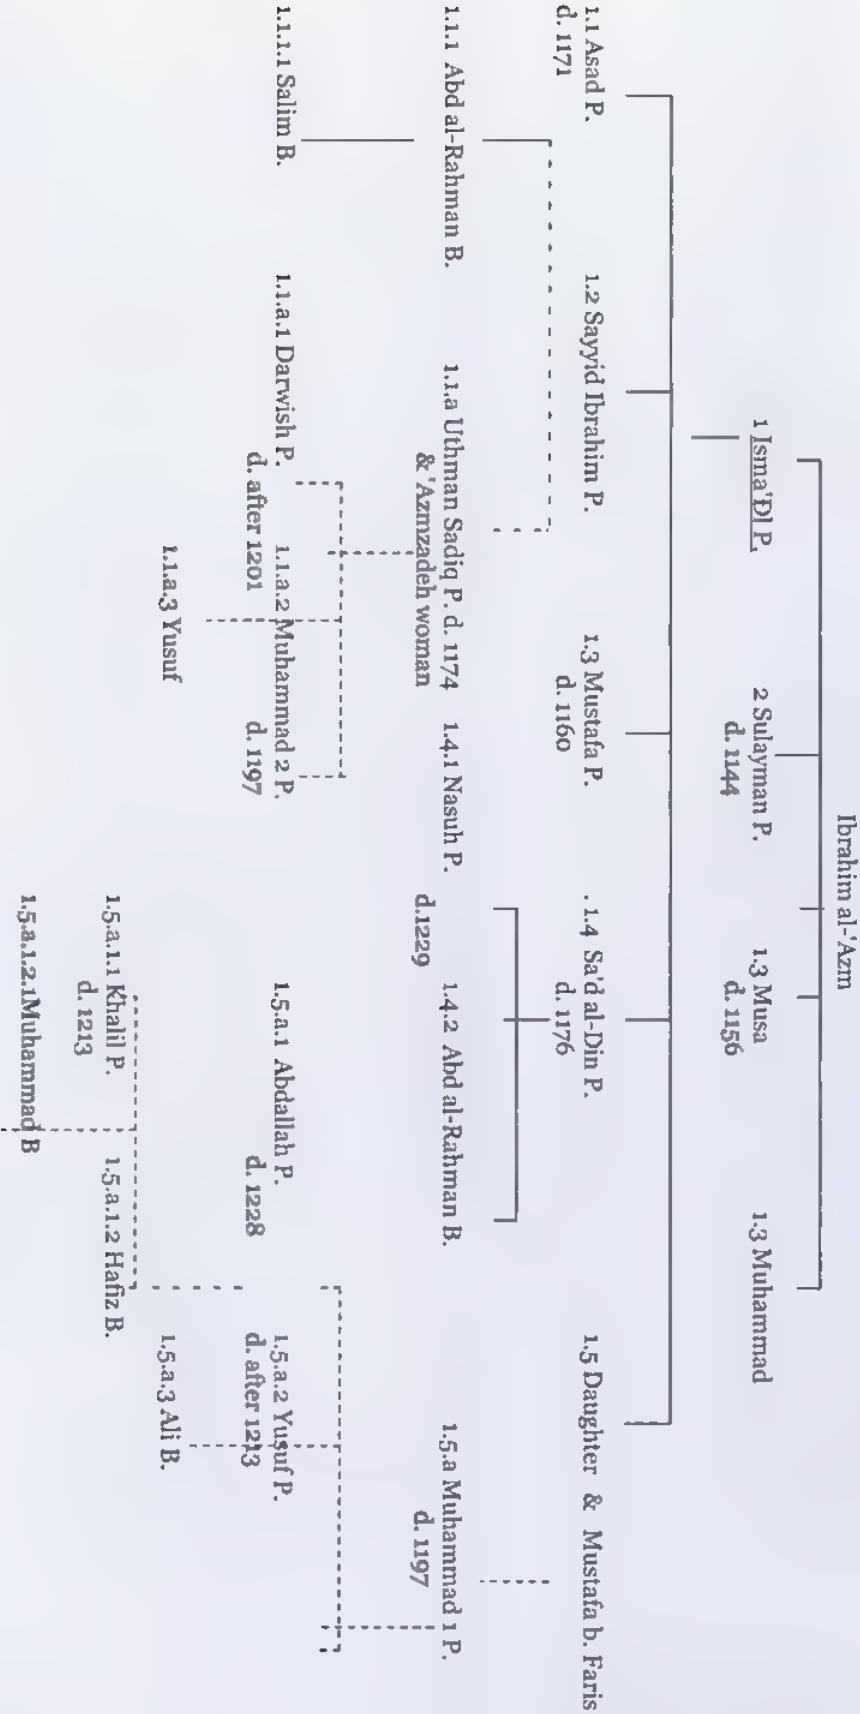 Ibrahim al-'Azm
1 Isma'Dl P.
2 Sulayman P.
d. 1144
1.3 Musa
d. 1156
1.3 Muhammad
1.1 Asad P.
d. 1171
1.2 Sayyid Ibrahim P.
1.3 Mustafa P.
d. 1160
. 1.4 Sa'd al-Din P.
d. 1176
1.5 Daughter & Mustafa b. Faris
1.1.1 Abd al-Rahman B.
1.1.a Uthman Sadiq P. d. 1174
& 'Azmzadeh woman
1.4.1 Nasuh P.
d.1229
1.4.2 Abd al-Rahman B.
1.5.a Muhammad 1 P.
d. 1197
1.1.1.1 Salim B.
1.1.a.1 Darwish P.
d. after 1201
1.1.a.2 Muhammad 2 P.
d. 1197
1.5.a.1 Abdallah P.
d. 1228
1.5.a.2 Yusuf P.
d. after 1213
1.1.a.3 Yusuf
1.5.a.3 Ali B.
1.5.a.1.1 Khalil P.
d. 1213
1.5.a.1.2 Hafiz B.
1.5.a.1.2.1Muhammad B